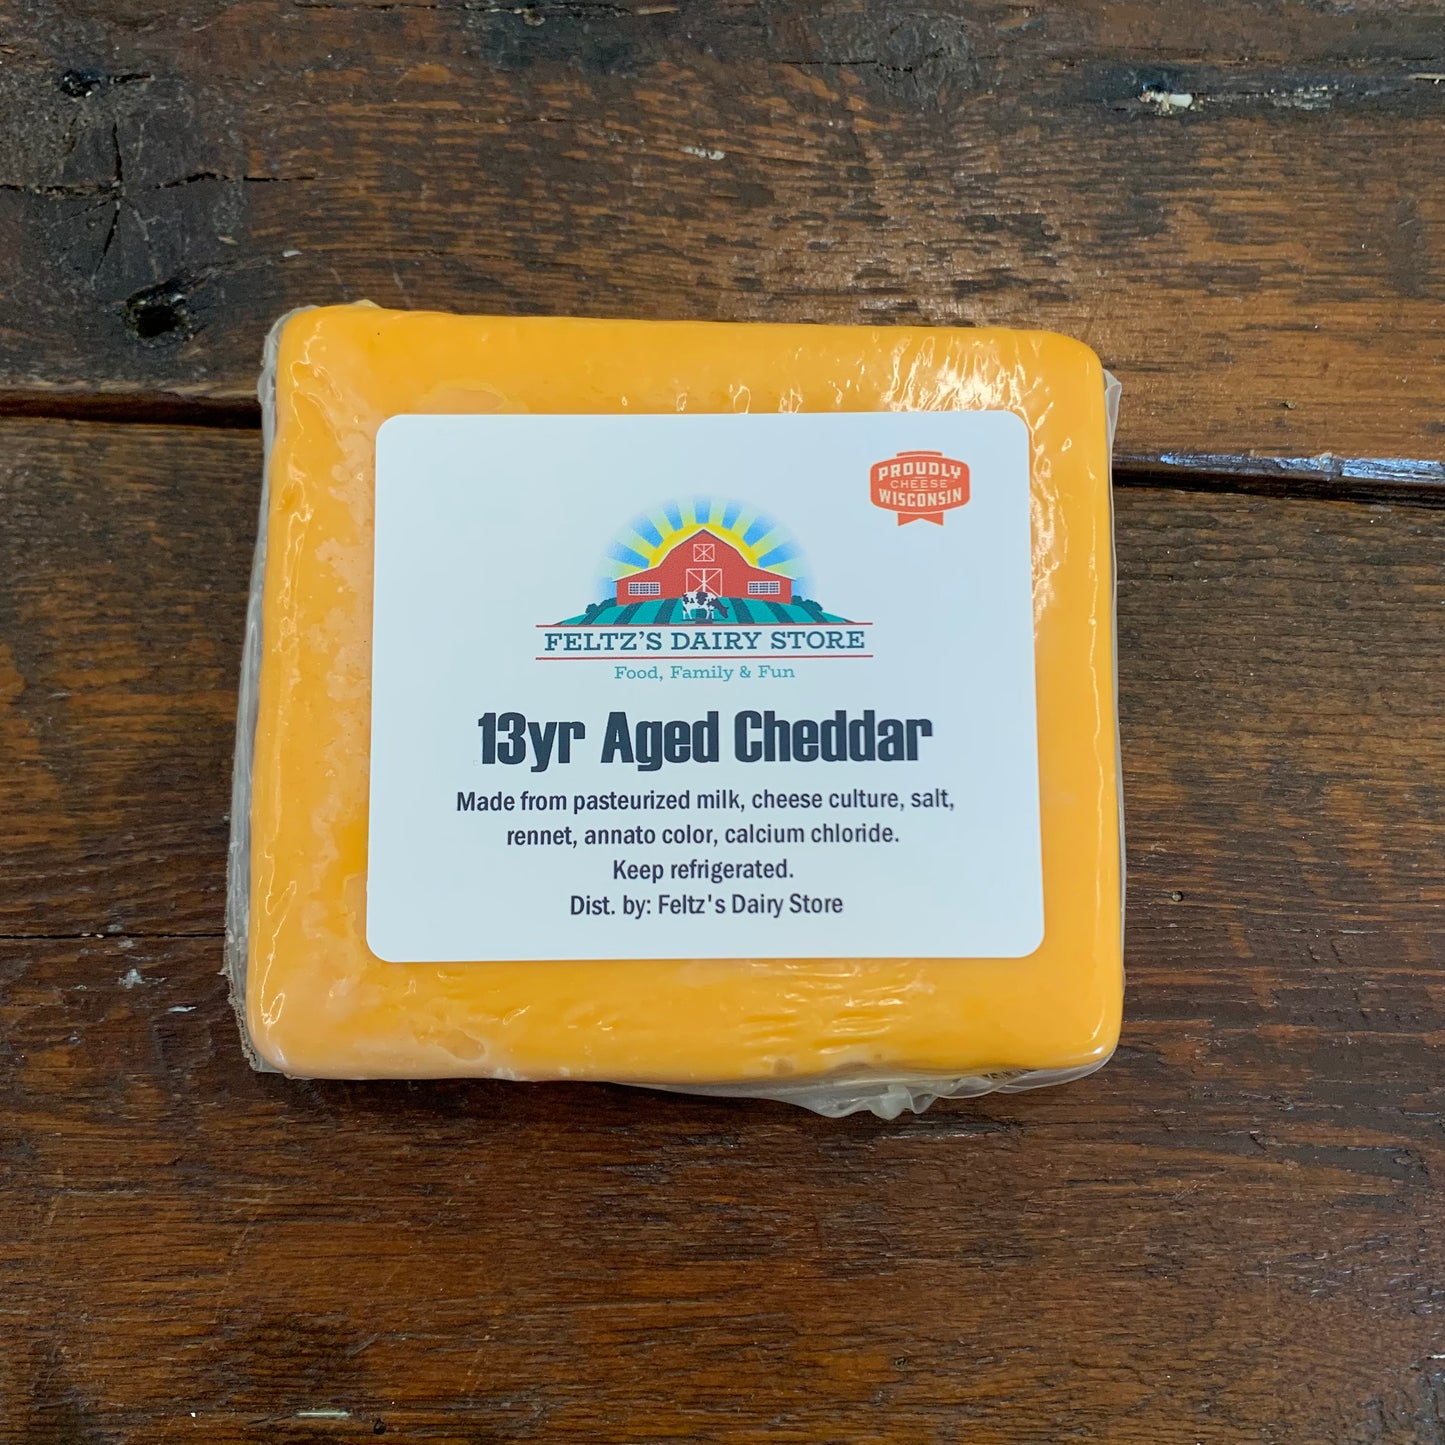 PROUDLY
CHEESE
WISCONSIN
FELTZ'S DAIRY STORE
Food, Family & Fun
13yr Aged Cheddar
Made from pasteurized milk, cheese culture, salt,
rennet, annato color, calcium chloride.
Keep refrigerated.
Dist. by: Feltz's Dairy Store